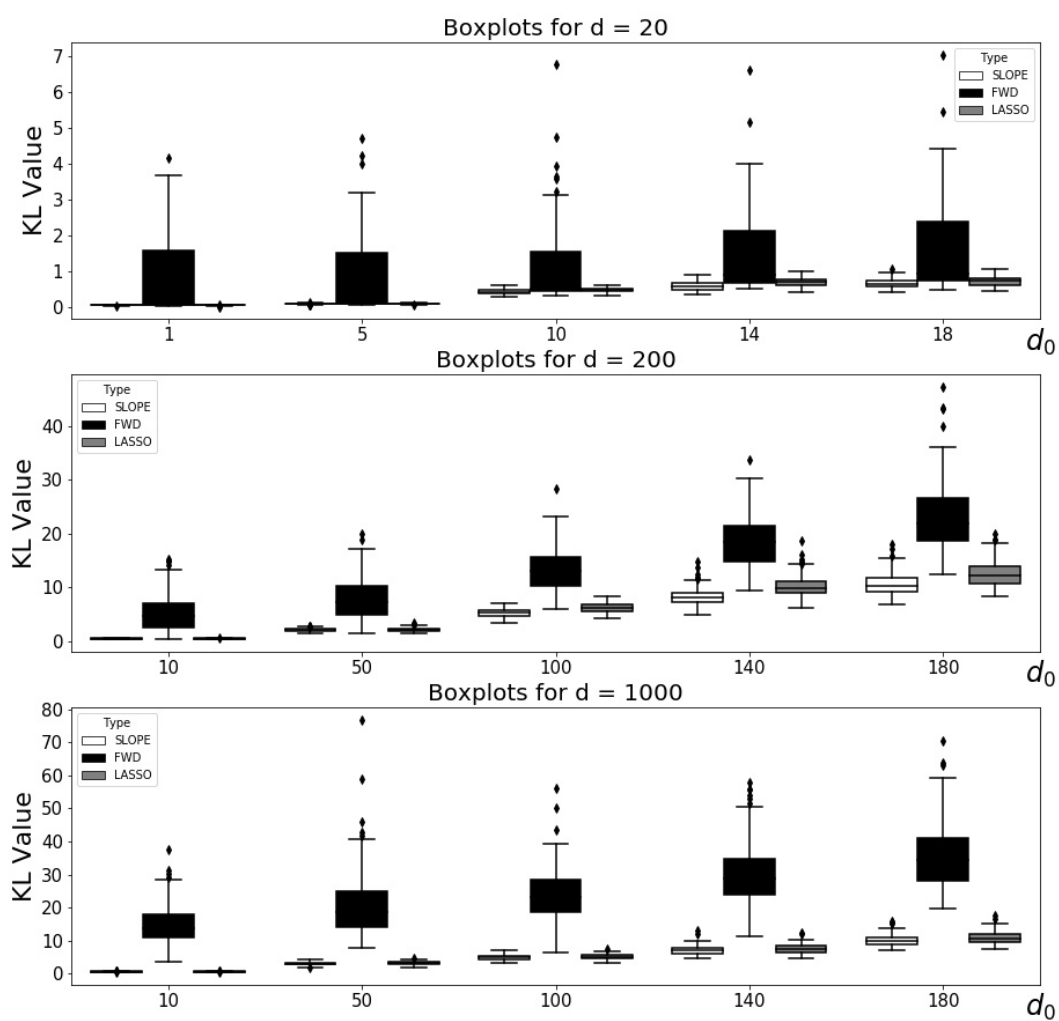 Boxplots for d = 20
KL Value
7
6
5
4
3
2
1
0
Type
SLOPE
FWD
LASSO
1 5 10 14 18
d0
Boxplots for d = 200
KL Value
40
30
20
10
0
Type
SLOPE
FWD
LASSO
10 50 100 140 180
d0
Boxplots for d = 1000
KL Value
80
70
60
50
40
30
20
10
0
Type
SLOPE
FWD
LASSO
10 50 100 140 180
d0